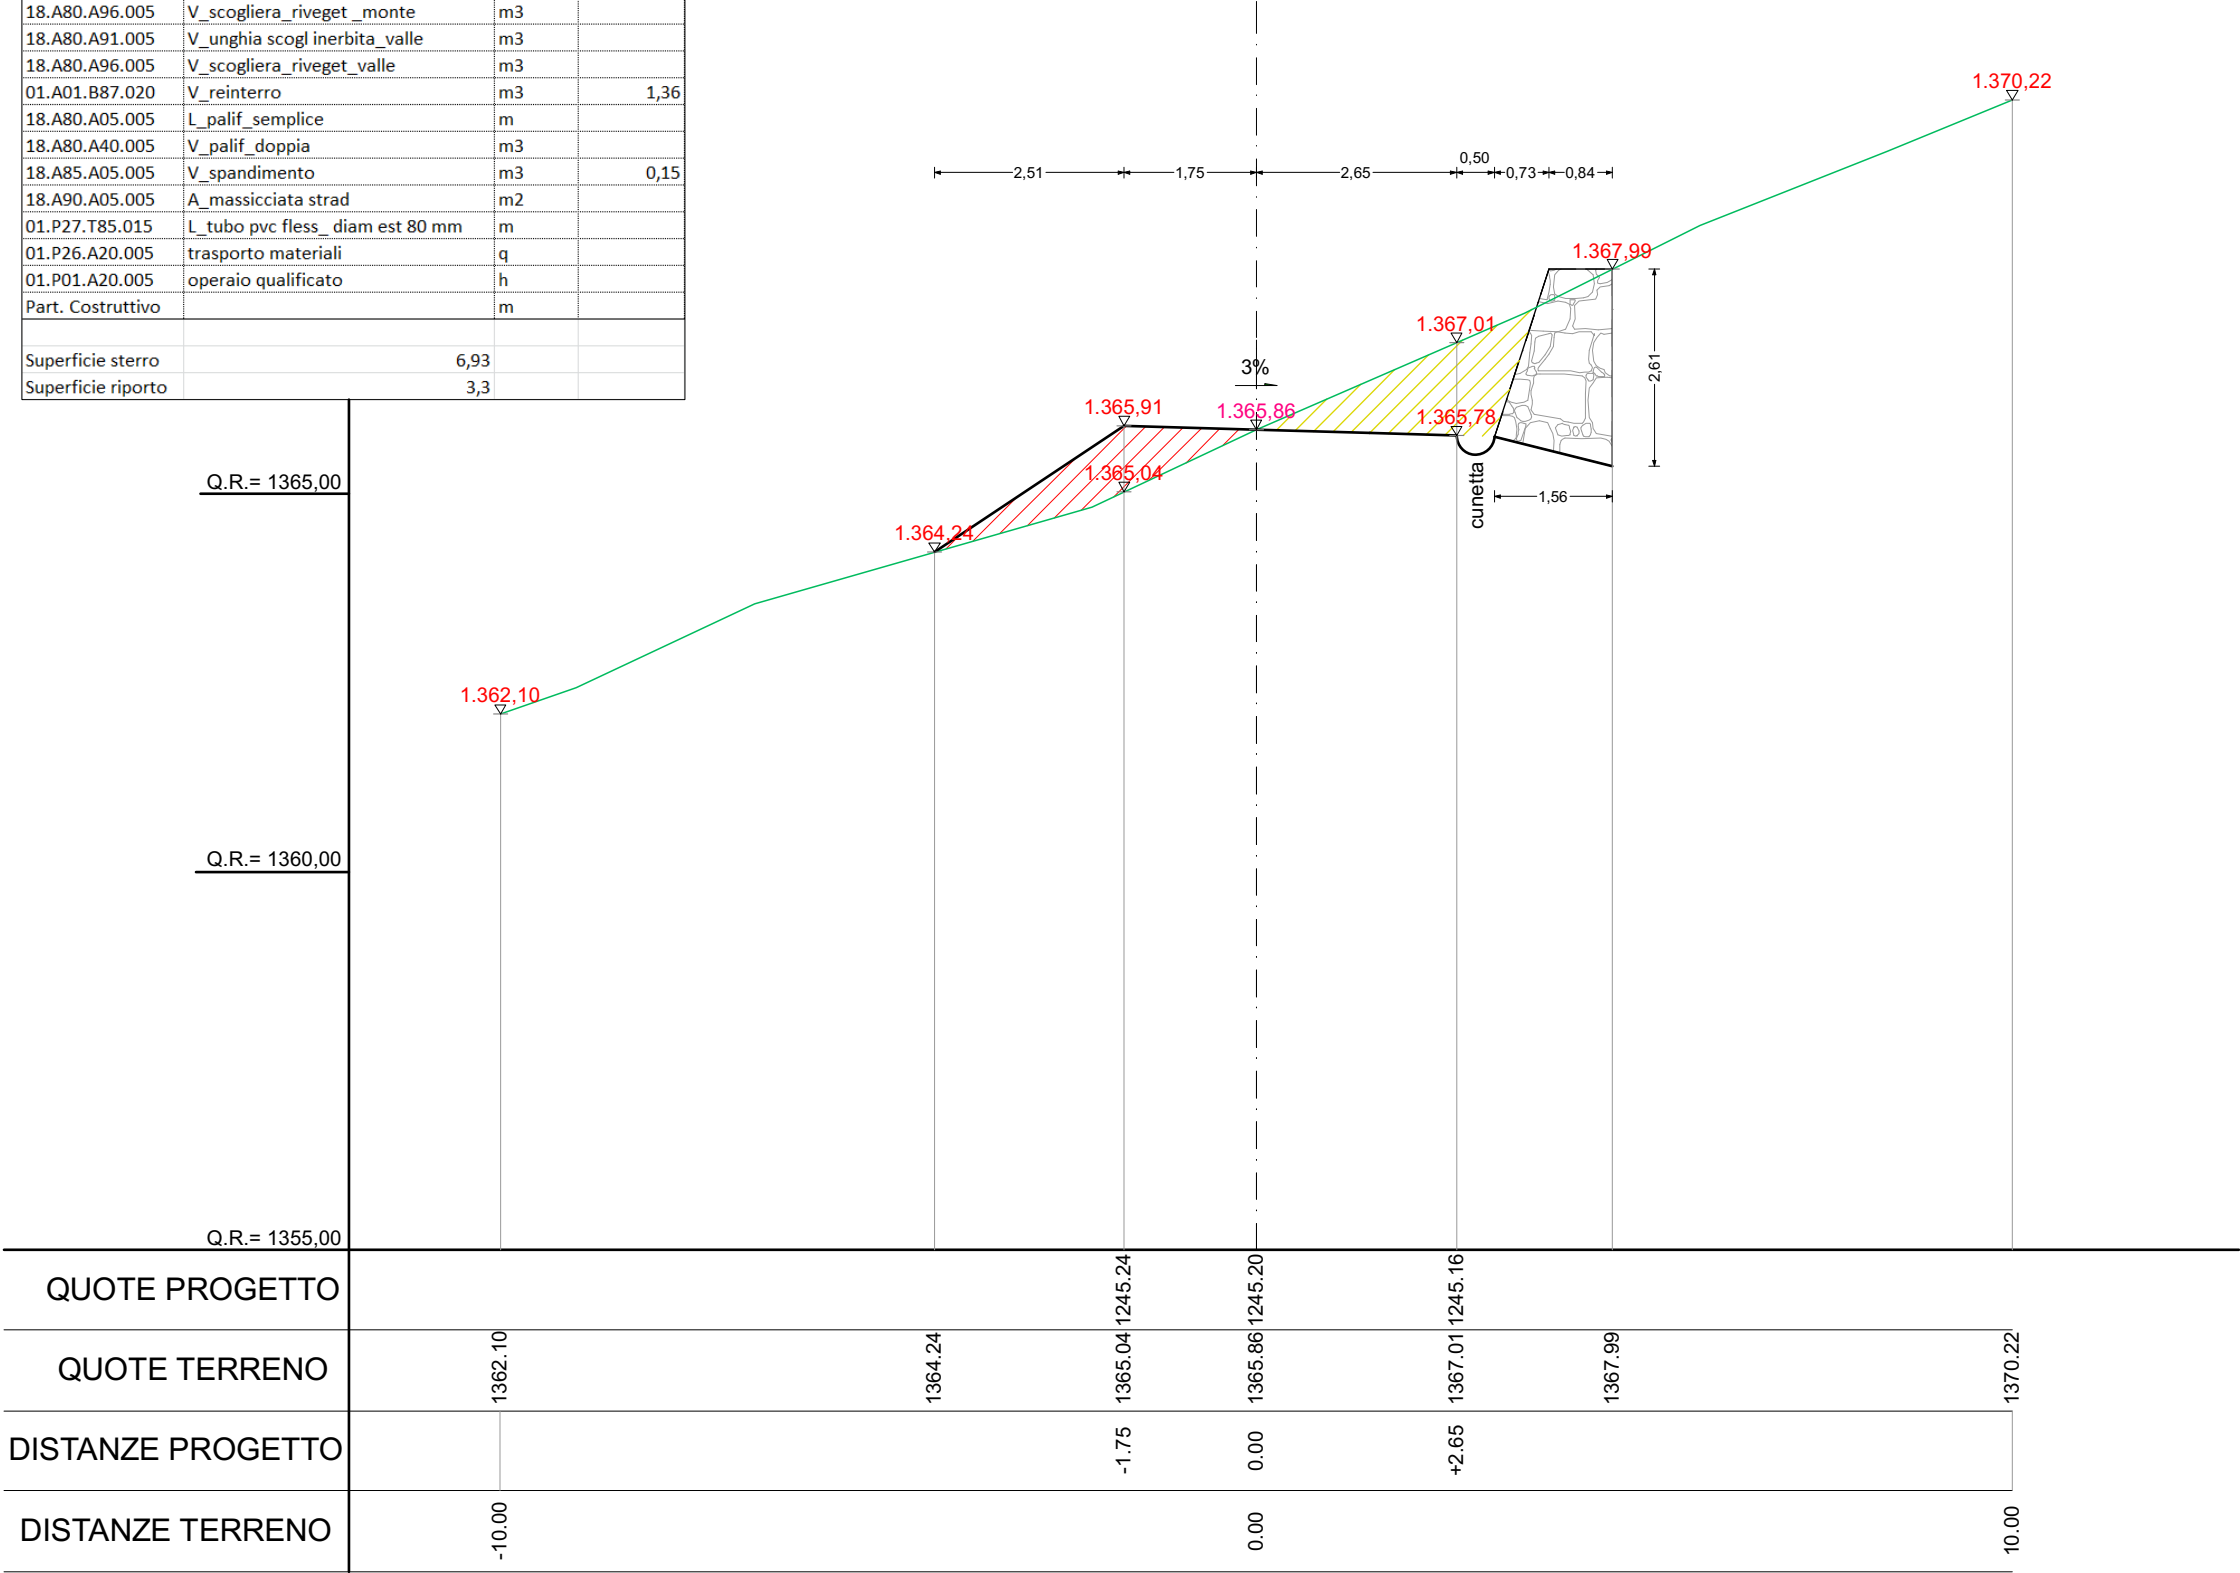 18.A80.A96.005 V_scogliera_riveget _monte m3
18.A80.A91.005 V_unghia scogl inerbita_valle m3
18.A80.A96.005 V_scogliera_riveget_valle m3
01.A01.B87.020 V_reinterro m3 1,36
18.A80.A05.005 L_palif_semplice m
18.A80.A40.005 V_palif_doppia m3
18.A85.A05.005 V_spandimento m3 0,15
18.A90.A05.005 A_massicciata strad m2
01.P27.T85.015 L_tubo pvc fless_ diam est 80 mm m
01.P26.A20.005 trasporto materiali q
01.P01.A20.005 operaio qualificato h
Part. Costruttivo m
Superficie sterro 6,93
Superficie riporto 3,3
1.370,22
0,50
2,51 1,75 2,65 0,73 0,84
1.367,99
1.367,01
2,61
3%
1.365,91 1.365,86 1.365,78
1.365,04
Q.R.= 1365,00
cunetta
1,56
1.364,24
1.362,10
Q.R.= 1360,00
Q.R.= 1355,00
QUOTE PROGETTO 1245.24 1245.20 1245.16
QUOTE TERRENO 1362.10 1364.24 1365.04 1365.86 1367.01 1367.99 1370.22
DISTANZE PROGETTO -1.75 0.00 +2.65
DISTANZE TERRENO -10.00 0.00 10.00